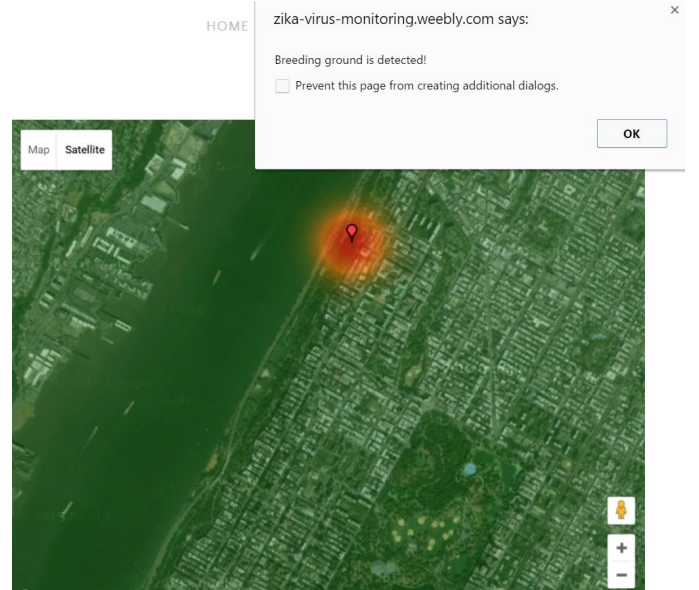 HOME
zika-virus-monitoring.weebly.com says:
Breeding ground is detected!
Prevent this page from creating additional dialogs.
OK
Map Satellite